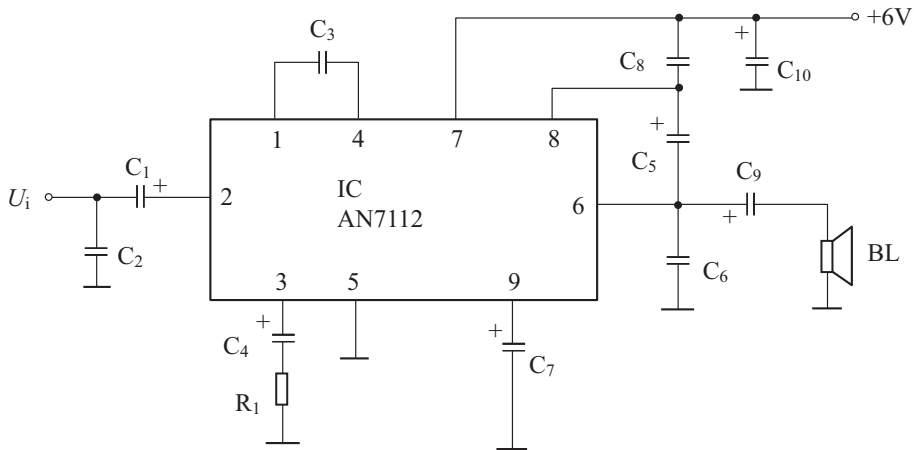 +6V
C₃
+
C₈
C₁₀
1
4
7
8
+
C₅
C₁
+
Uᵢ
2
IC
AN7112
6
C₉
+
C₂
BL
C₆
3
5
9
+
C₄
+
C₇
R₁